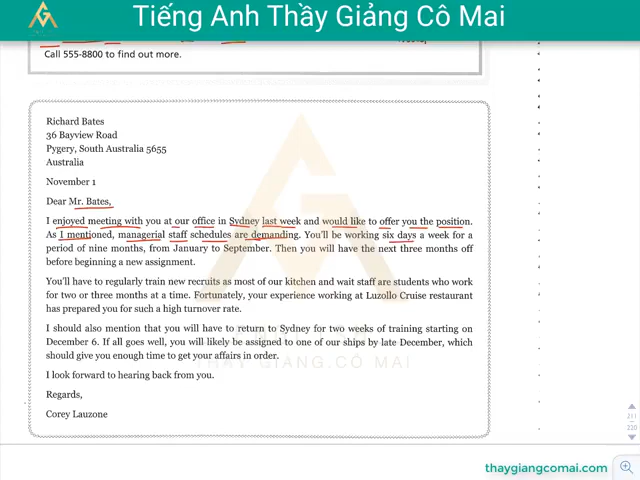 Tiếng Anh Thầy Giảng Cô Mai
Call 555-8800 to find out more.
Richard Bates
36 Bayview Road
Pygery, South Australia 5655
Australia
November 1
Dear Mr. Bates,
I enjoyed meeting with you at our office in Sydney last week and would like to offer you the position.
As I mentioned, managerial staff schedules are demanding. You'll be working six days a week for a
period of nine months, from January to September. Then you will have the next three months off
before beginning a new assignment.
You'll have to regularly train new recruits as most of our kitchen and wait staff are students who work
for two or three months at a time. Fortunately, your experience working at Luzollo Cruise restaurant
has prepared you for such a high turnover rate.
I should also mention that you will have to return to Sydney for two weeks of training starting on
December 6. If all goes well, you will likely be assigned to one of our ships by late December, which
should give you enough time to get your affairs in order.
THẦY GIẢNG.CÔ MAI
I look forward to hearing back from you.
Regards,
Corey Lauzone
211
220
thaygiangcomai.com